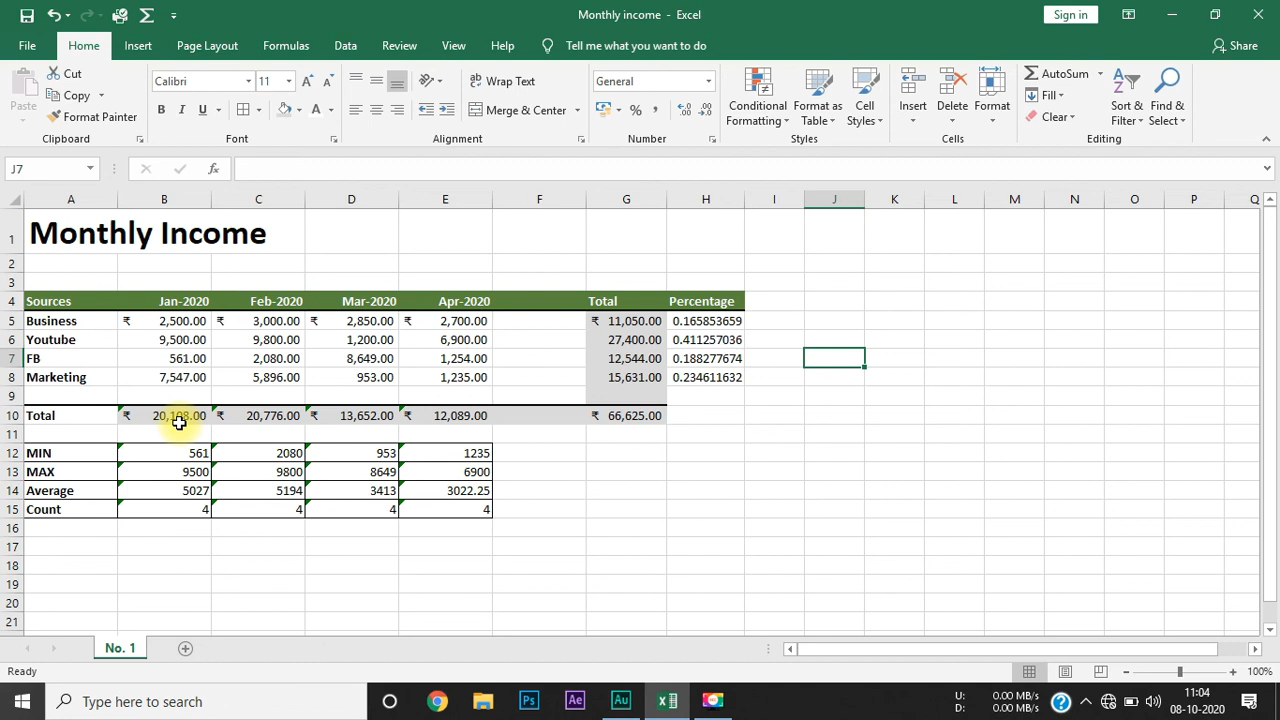 Monthly income - Excel
Sign in
File Home Insert Page Layout Formulas Data Review View Help Tell me what you want to do Share
Paste
Cut
Copy
Format Painter
Clipboard
Calibri 11
B I U
Font
Wrap Text
Merge & Center
Alignment
General
Number
Conditional Formatting
Format as Table
Cell Styles
Styles
Insert
Delete
Format
Cells
AutoSum
Fill
Clear
Sort & Filter
Find & Select
Editing
J7 fx
A B C D E F G H I J K L M N O P Q
1 Monthly Income
2
3
4 Sources Jan-2020 Feb-2020 Mar-2020 Apr-2020 Total Percentage
5 Business ₹ 2,500.00 ₹ 3,000.00 ₹ 2,850.00 ₹ 2,700.00 ₹ 11,050.00 0.165853659
6 Youtube 9,500.00 9,800.00 1,200.00 6,900.00 27,400.00 0.411257036
7 FB 561.00 2,080.00 8,649.00 1,254.00 12,544.00 0.188277674
8 Marketing 7,547.00 5,896.00 953.00 1,235.00 15,631.00 0.234611632
9
10 Total ₹ 20,108.00 ₹ 20,776.00 ₹ 13,652.00 ₹ 12,089.00 ₹ 66,625.00
11
12 MIN 561 2080 953 1235
13 MAX 9500 9800 8649 6900
14 Average 5027 5194 3413 3022.25
15 Count 4 4 4 4
16
17
18
19
20
21
No. 1
Ready 100%
Type here to search
Ps Ae Au
U: 0.00 MB/s
D: 0.00 MB/s
11:04
08-10-2020